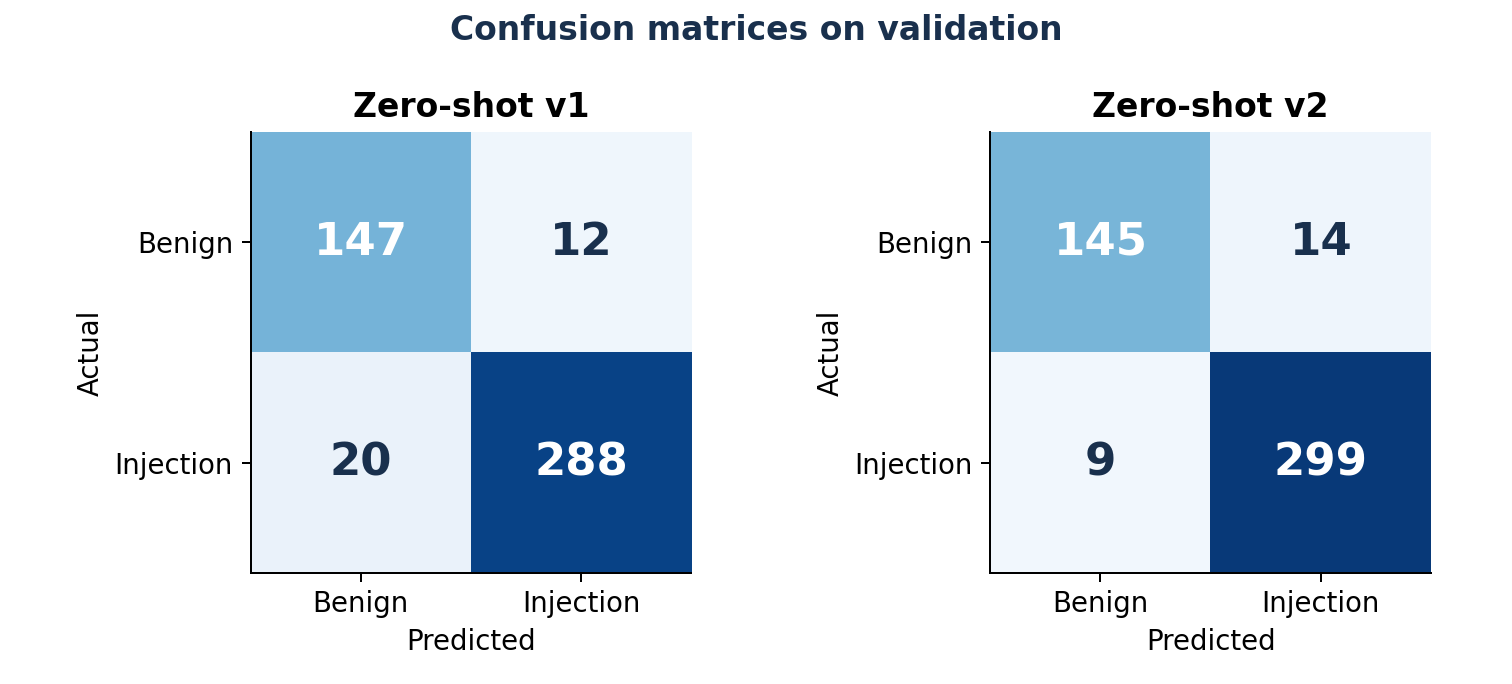 Confusion matrices on validation
Zero-shot v1
Benign 147 12
Actual
Injection 20 288
Benign Injection
Predicted
Zero-shot v2
Benign 145 14
Actual
Injection 9 299
Benign Injection
Predicted